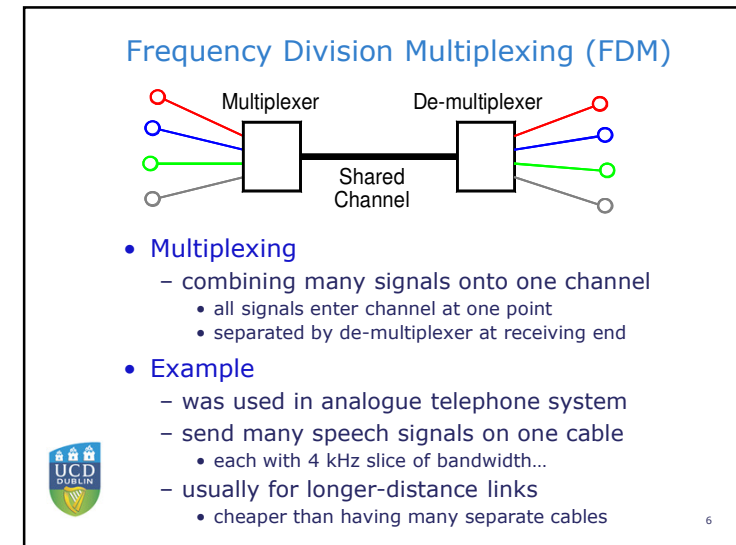 Frequency Division Multiplexing (FDM)
Multiplexer
De-multiplexer
Shared
Channel
• Multiplexing
– combining many signals onto one channel
• all signals enter channel at one point
• separated by de-multiplexer at receiving end
• Example
– was used in analogue telephone system
– send many speech signals on one cable
• each with 4 kHz slice of bandwidth…
– usually for longer-distance links
• cheaper than having many separate cables
UCD
DUBLIN
6